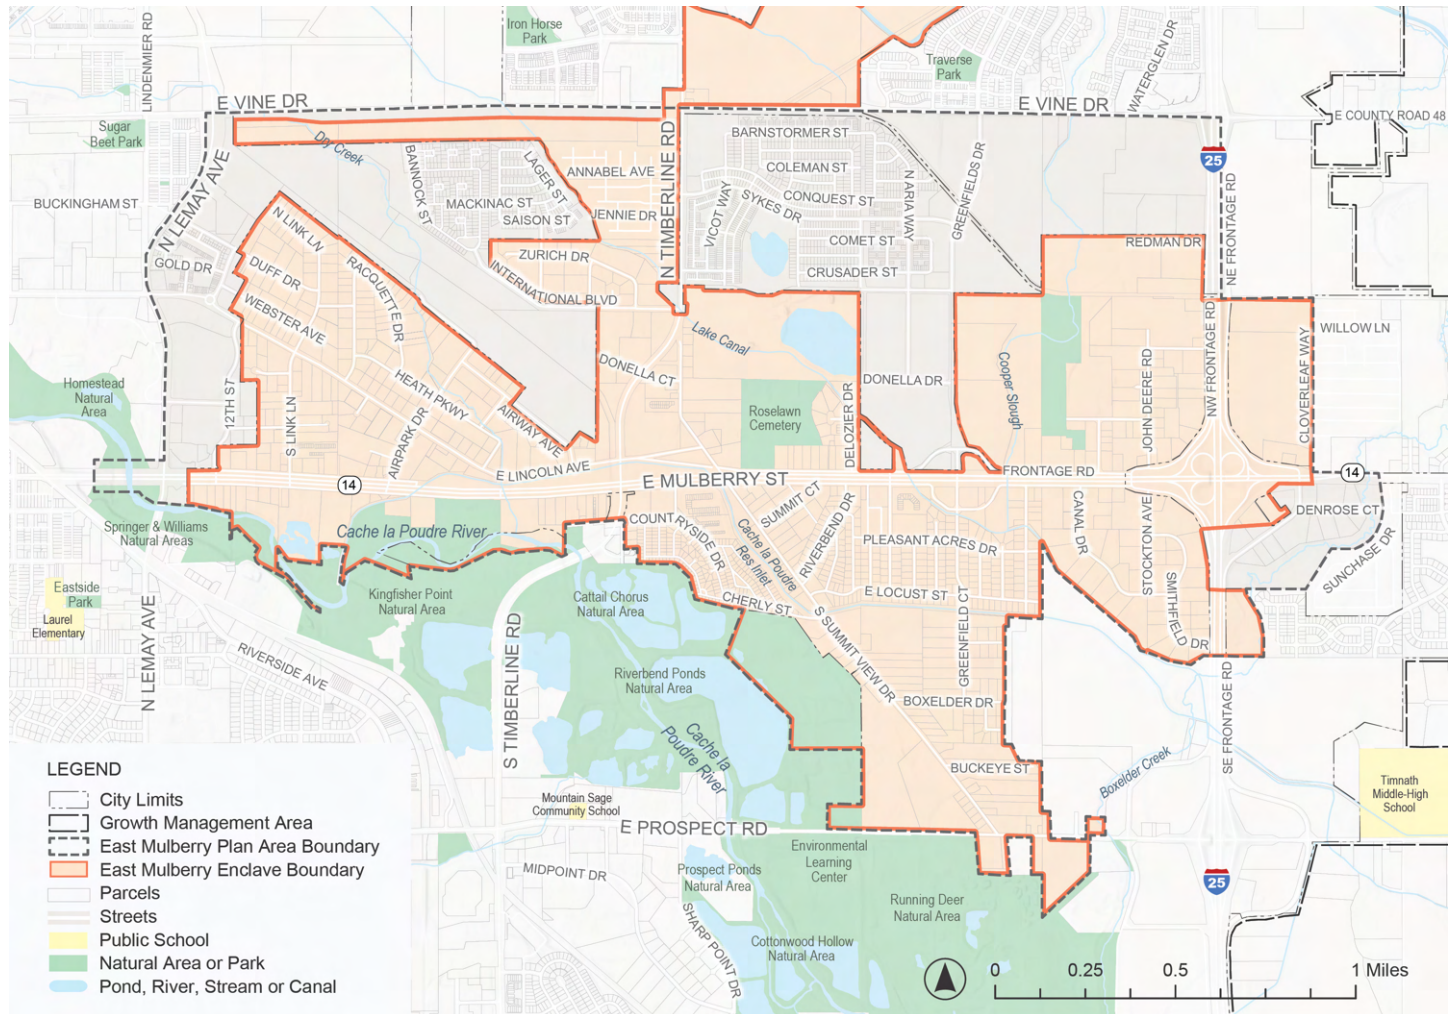 Iron Horse
Park
LINDENMIER RD
Traverse
Park
WATERGLEN DR
E VINE DR
E VINE DR
E COUNTY ROAD 48
Sugar
Beet Park
Dry Creek
N TIMBERLINE RD
BARNSTORMER ST
25
N LEMAY AVE
BANNOCK ST
LAGER ST
ANNABEL AVE
COLEMAN ST
N ARIA WAY
GREENFIELDS DR
NE FRONTAGE RD
BUCKINGHAM ST
MACKINAC ST
SAISON ST
JENNIE DR
VICOT WAY
SYKES DR
CONQUEST ST
N LINK LN
COMET ST
REDMAN DR
GOLD DR
DUFF DR
RACQUETTE DR
ZURICH DR
INTERNATIONAL BLVD
CRUSADER ST
WEBSTER AVE
Lake Canal
NW FRONTAGE RD
WILLOW LN
Homestead
Natural
Area
12TH ST
S LINK LN
HEATH PKWY
AIRPARK DR
AIRWAY AVE
DONELLA CT
DONELLA DR
Cooper Slough
JOHN DEERE RD
CLOVERLEAF WAY
Roselawn
Cemetery
DELOZIER DR
E LINCOLN AVE
FRONTAGE RD
14
14
E MULBERRY ST
Springer & Williams
Natural Areas
Cache la Poudre River
COUNTRYSIDE DR
Cache la Poudre
Res Inlet
SUMMIT CT
RIVERBEND DR
CANAL DR
STOCKTON AVE
DENROSE CT
PLEASANT ACRES DR
SUNCHASE DR
Eastside
Park
Laurel
Elementary
Kingfisher Point
Natural Area
Cattail Chorus
Natural Area
CHERLY ST
E LOCUST ST
SMITHFIELD DR
N LEMAY AVE
RIVERSIDE AVE
S TIMBERLINE RD
S SUMMIT VIEW DR
GREENFIELD CT
Riverbend Ponds
Natural Area
BOXELDER DR
SE FRONTAGE RD
Cache la
Poudre River
BUCKEYE ST
Boxelder Creek
Mountain Sage
Community School
Timnath
Middle-High
School
E PROSPECT RD
Environmental
Learning
Center
MIDPOINT DR
Prospect Ponds
Natural Area
25
SHARP POINT DR
Running Deer
Natural Area
Cottonwood Hollow
Natural Area
LEGEND
City Limits
Growth Management Area
East Mulberry Plan Area Boundary
East Mulberry Enclave Boundary
Parcels
Streets
Public School
Natural Area or Park
Pond, River, Stream or Canal
0 0.25 0.5 1 Miles